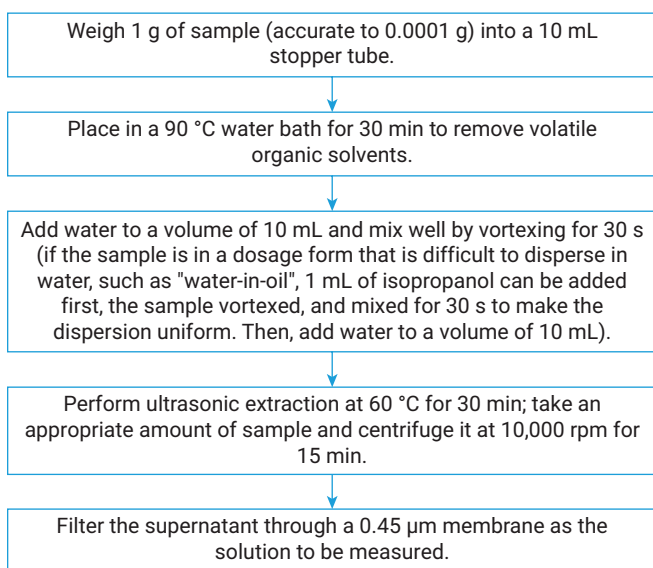 Weigh 1 g of sample (accurate to 0.0001 g) into a 10 mL
stopper tube.
Place in a 90 °C water bath for 30 min to remove volatile
organic solvents.
Add water to a volume of 10 mL and mix well by vortexing for 30 s
(if the sample is in a dosage form that is difficult to disperse in
water, such as "water-in-oil", 1 mL of isopropanol can be added
first, the sample vortexed, and mixed for 30 s to make the
dispersion uniform. Then, add water to a volume of 10 mL).
Perform ultrasonic extraction at 60 °C for 30 min; take an
appropriate amount of sample and centrifuge it at 10,000 rpm for
15 min.
Filter the supernatant through a 0.45 µm membrane as the
solution to be measured.